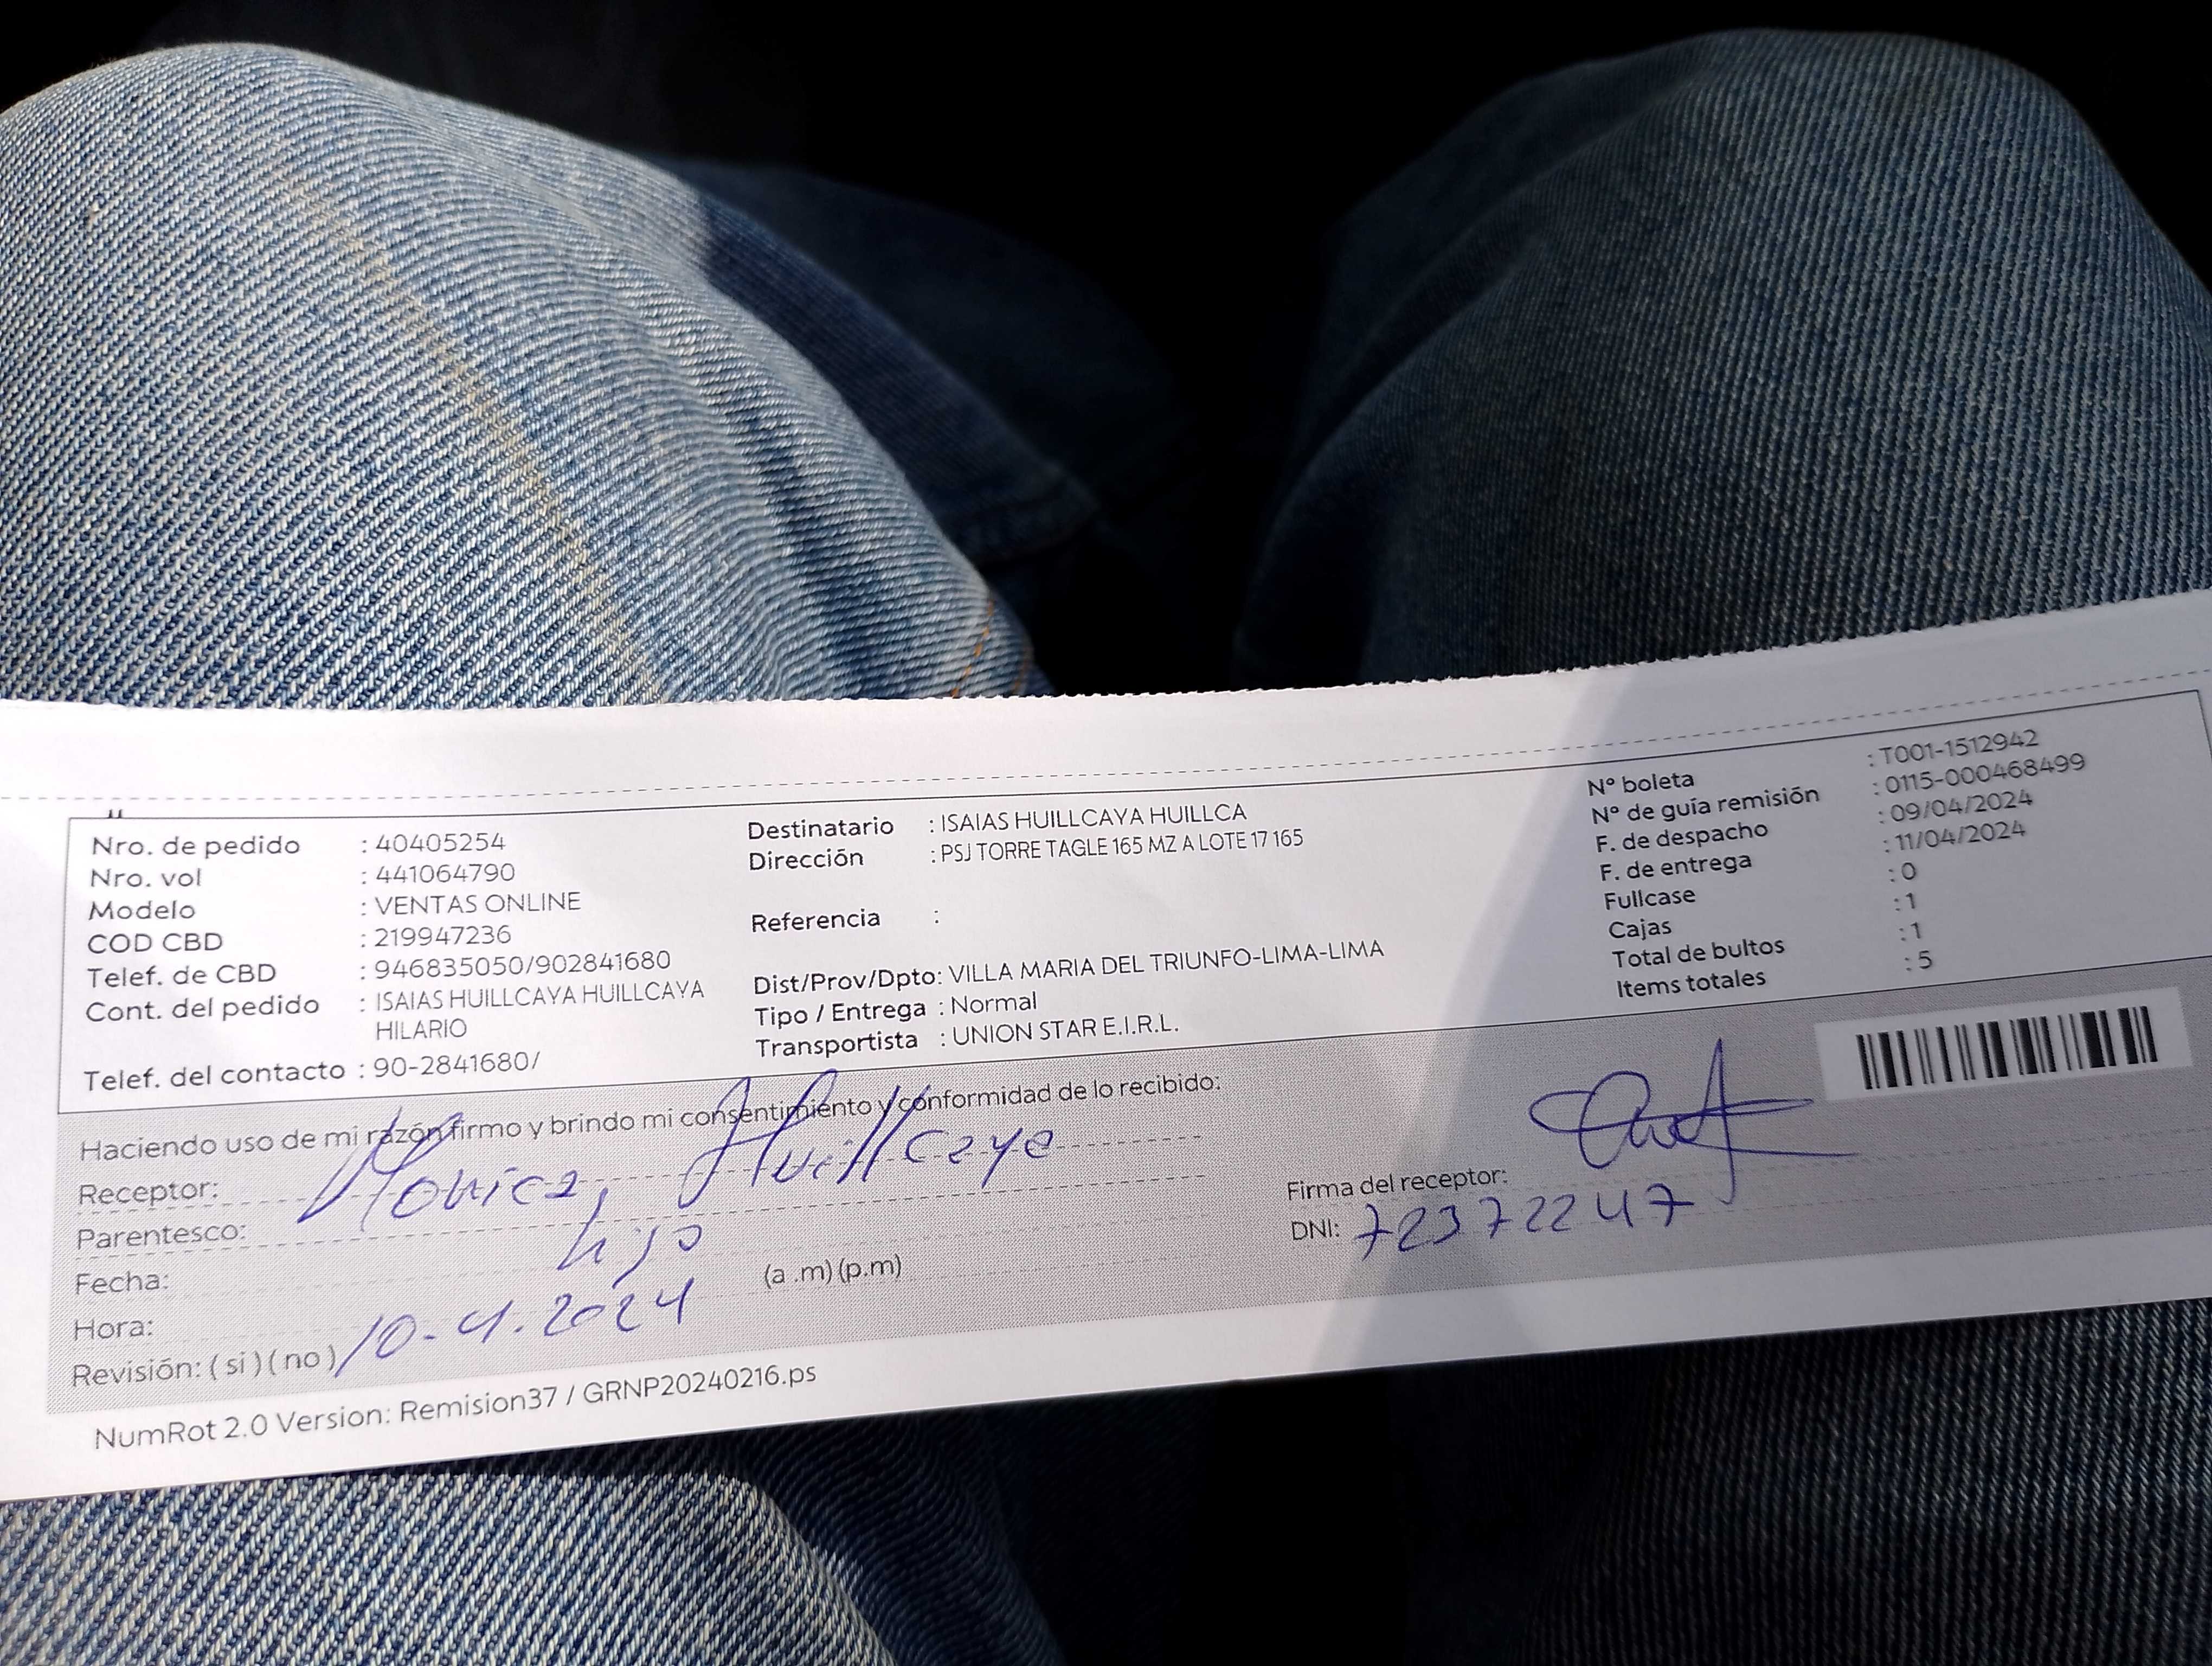 Nro. de pedido : 40405254
Nro. vol : 441064790
Modelo : VENTAS ONLINE
COD CBD : 219947236
Telef. de CBD : 946835050/902841680
Cont. del pedido : ISAIAS HUILLCAYA HUILLCAYA
HILARIO
Telef. del contacto : 90-2841680/
Destinatario : ISAIAS HUILLCAYA HUILLCA
Dirección : PSJ TORRE TAGLE 165 MZ A LOTE 17 165
Referencia :
Dist/Prov/Dpto: VILLA MARIA DEL TRIUNFO-LIMA-LIMA
Tipo / Entrega : Normal
Transportista : UNION STAR E.I.R.L.
N° boleta : T001-1512942
N° de guía remisión : 0115-000468499
F. de despacho : 09/04/2024
F. de entrega : 11/04/2024
Fullcase : 0
Cajas : 1
Total de bultos : 1
Items totales : 5
Haciendo uso de mi razón firmo y brindo mi consentimiento y conformidad de lo recibido:
Receptor: Monica Huillcaya
Parentesco: hijo
Fecha:
Hora: (a .m) (p.m)
Revisión: ( si ) ( no ) 10-4.2024
Firma del receptor:
DNI: 72372247
NumRot 2.0 Version: Remision37 / GRNP20240216.ps